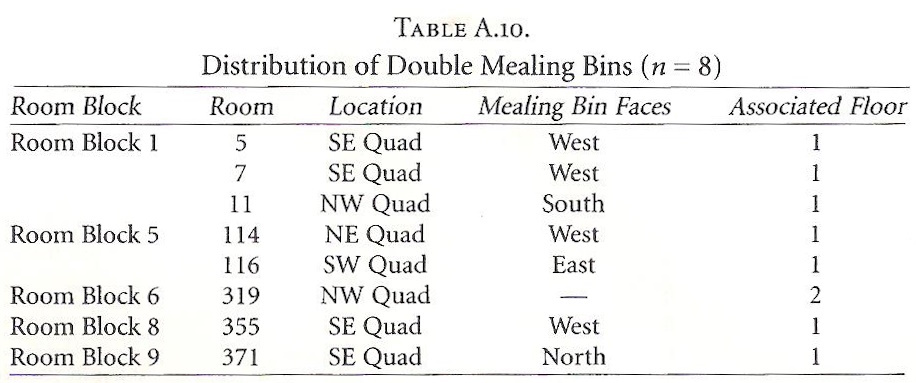 TABLE A.10.
Distribution of Double Mealing Bins (n = 8)
Room Block Room Location Mealing Bin Faces Associated Floor
Room Block 1 5 SE Quad West 1
7 SE Quad West 1
11 NW Quad South 1
Room Block 5 114 NE Quad West 1
116 SW Quad East 1
Room Block 6 319 NW Quad — 2
Room Block 8 355 SE Quad West 1
Room Block 9 371 SE Quad North 1